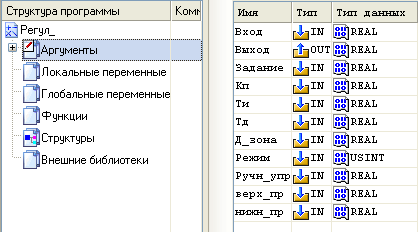 Структура программы Комм
Регул_
Аргументы
Локальные переменные
Глобальные переменные
Функции
Структуры
Внешние библиотеки
Имя Тип Тип данных
Вход IN REAL
Выход OUT REAL
Задание IN REAL
Кп IN REAL
Ти IN REAL
Тд IN REAL
Д_зона IN REAL
Режим IN USINT
Ручн_упр IN REAL
верх_пр IN REAL
нижн_пр IN REAL